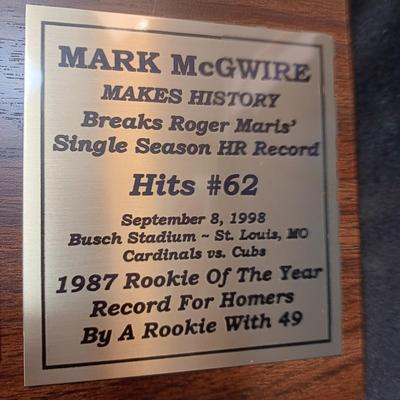 MARK McGWIRE
MAKES HISTORY
Breaks Roger Maris'
Single Season HR Record
Hits #62
September 8, 1998
Busch Stadium ~ St. Louis, MO
Cardinals vs. Cubs
1987 Rookie Of The Year
Record For Homers
By A Rookie With 49